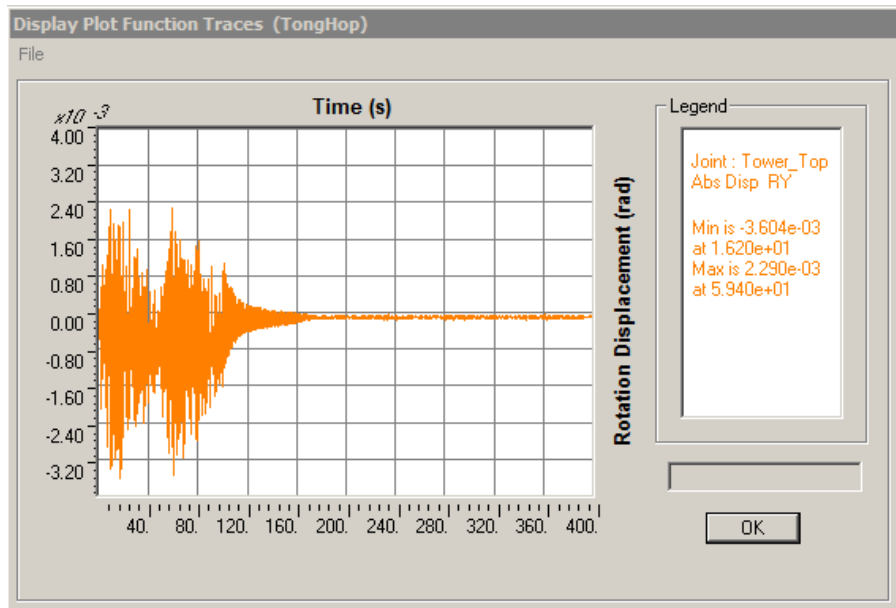 Display Plot Function Traces (TongHop)
File
Time (s)
x10 -3
4.00
3.20
2.40
1.60
0.80
0.00
-0.80
-1.60
-2.40
-3.20
40. 80. 120. 160. 200. 240. 280. 320. 360. 400.
Rotation Displacement (rad)
Legend
Joint : Tower_Top
Abs Disp RY
Min is -3.604e-03
at 1.620e+01
Max is 2.290e-03
at 5.940e+01
OK